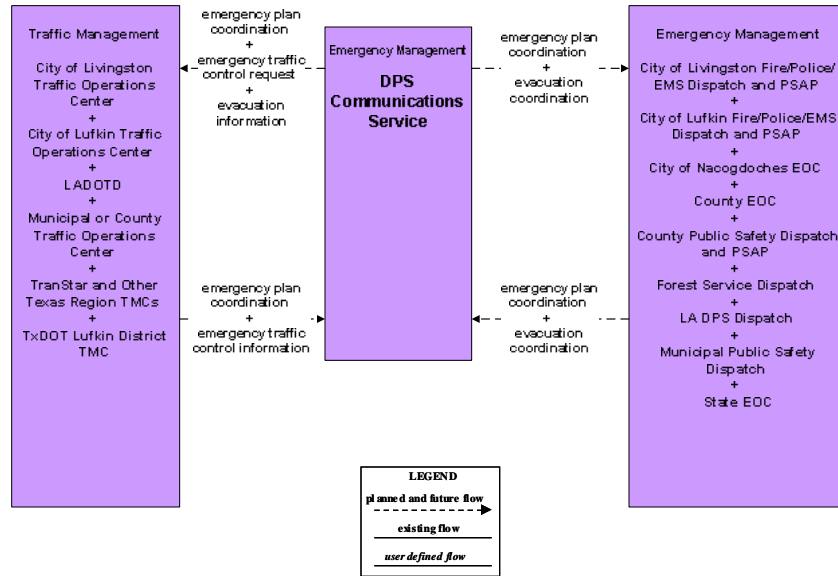 Traffic Management
City of Livingston
Traffic Operations
Center
+
City of Lufkin Traffic
Operations Center
+
LADOTD
+
Municipal or County
Traffic Operations
Center
+
TranStar and Other
Texas Region TMCs
+
TxDOT Lufkin District
TMC
emergency plan
coordination
+
emergency traffic
control request
+
evacuation
information
emergency plan
coordination
+
emergency traffic
control information
Emergency Management
DPS
Communications
Service
emergency plan
coordination
+
evacuation
coordination
emergency plan
coordination
+
evacuation
coordination
Emergency Management
City of Livingston Fire/Police/
EMS Dispatch and PSAP
+
City of Lufkin Fire/Police/EMS
Dispatch and PSAP
+
City of Nacogdoches EOC
+
County EOC
+
County Public Safety Dispatch
and PSAP
+
Forest Service Dispatch
+
LA DPS Dispatch
+
Municipal Public Safety
Dispatch
+
State EOC
LEGEND
planned and future flow
existing flow
user defined flow